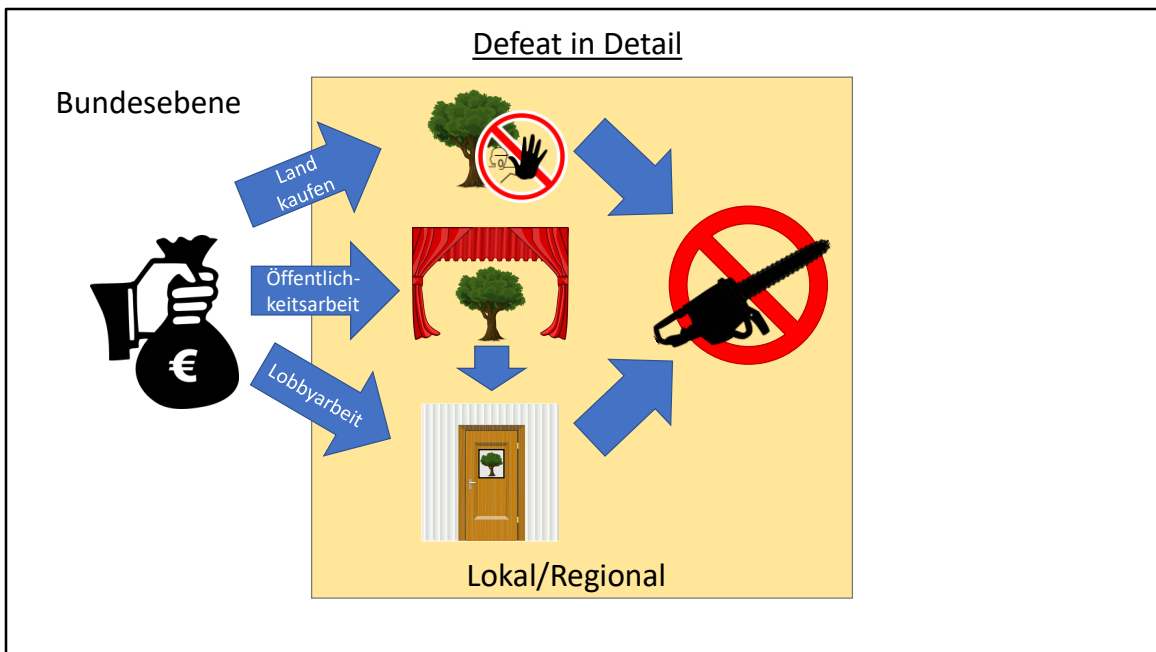 Defeat in Detail
Bundesebene
Land
kaufen
Öffentlich-
keitsarbeit
Lobbyarbeit
€
Lokal/Regional